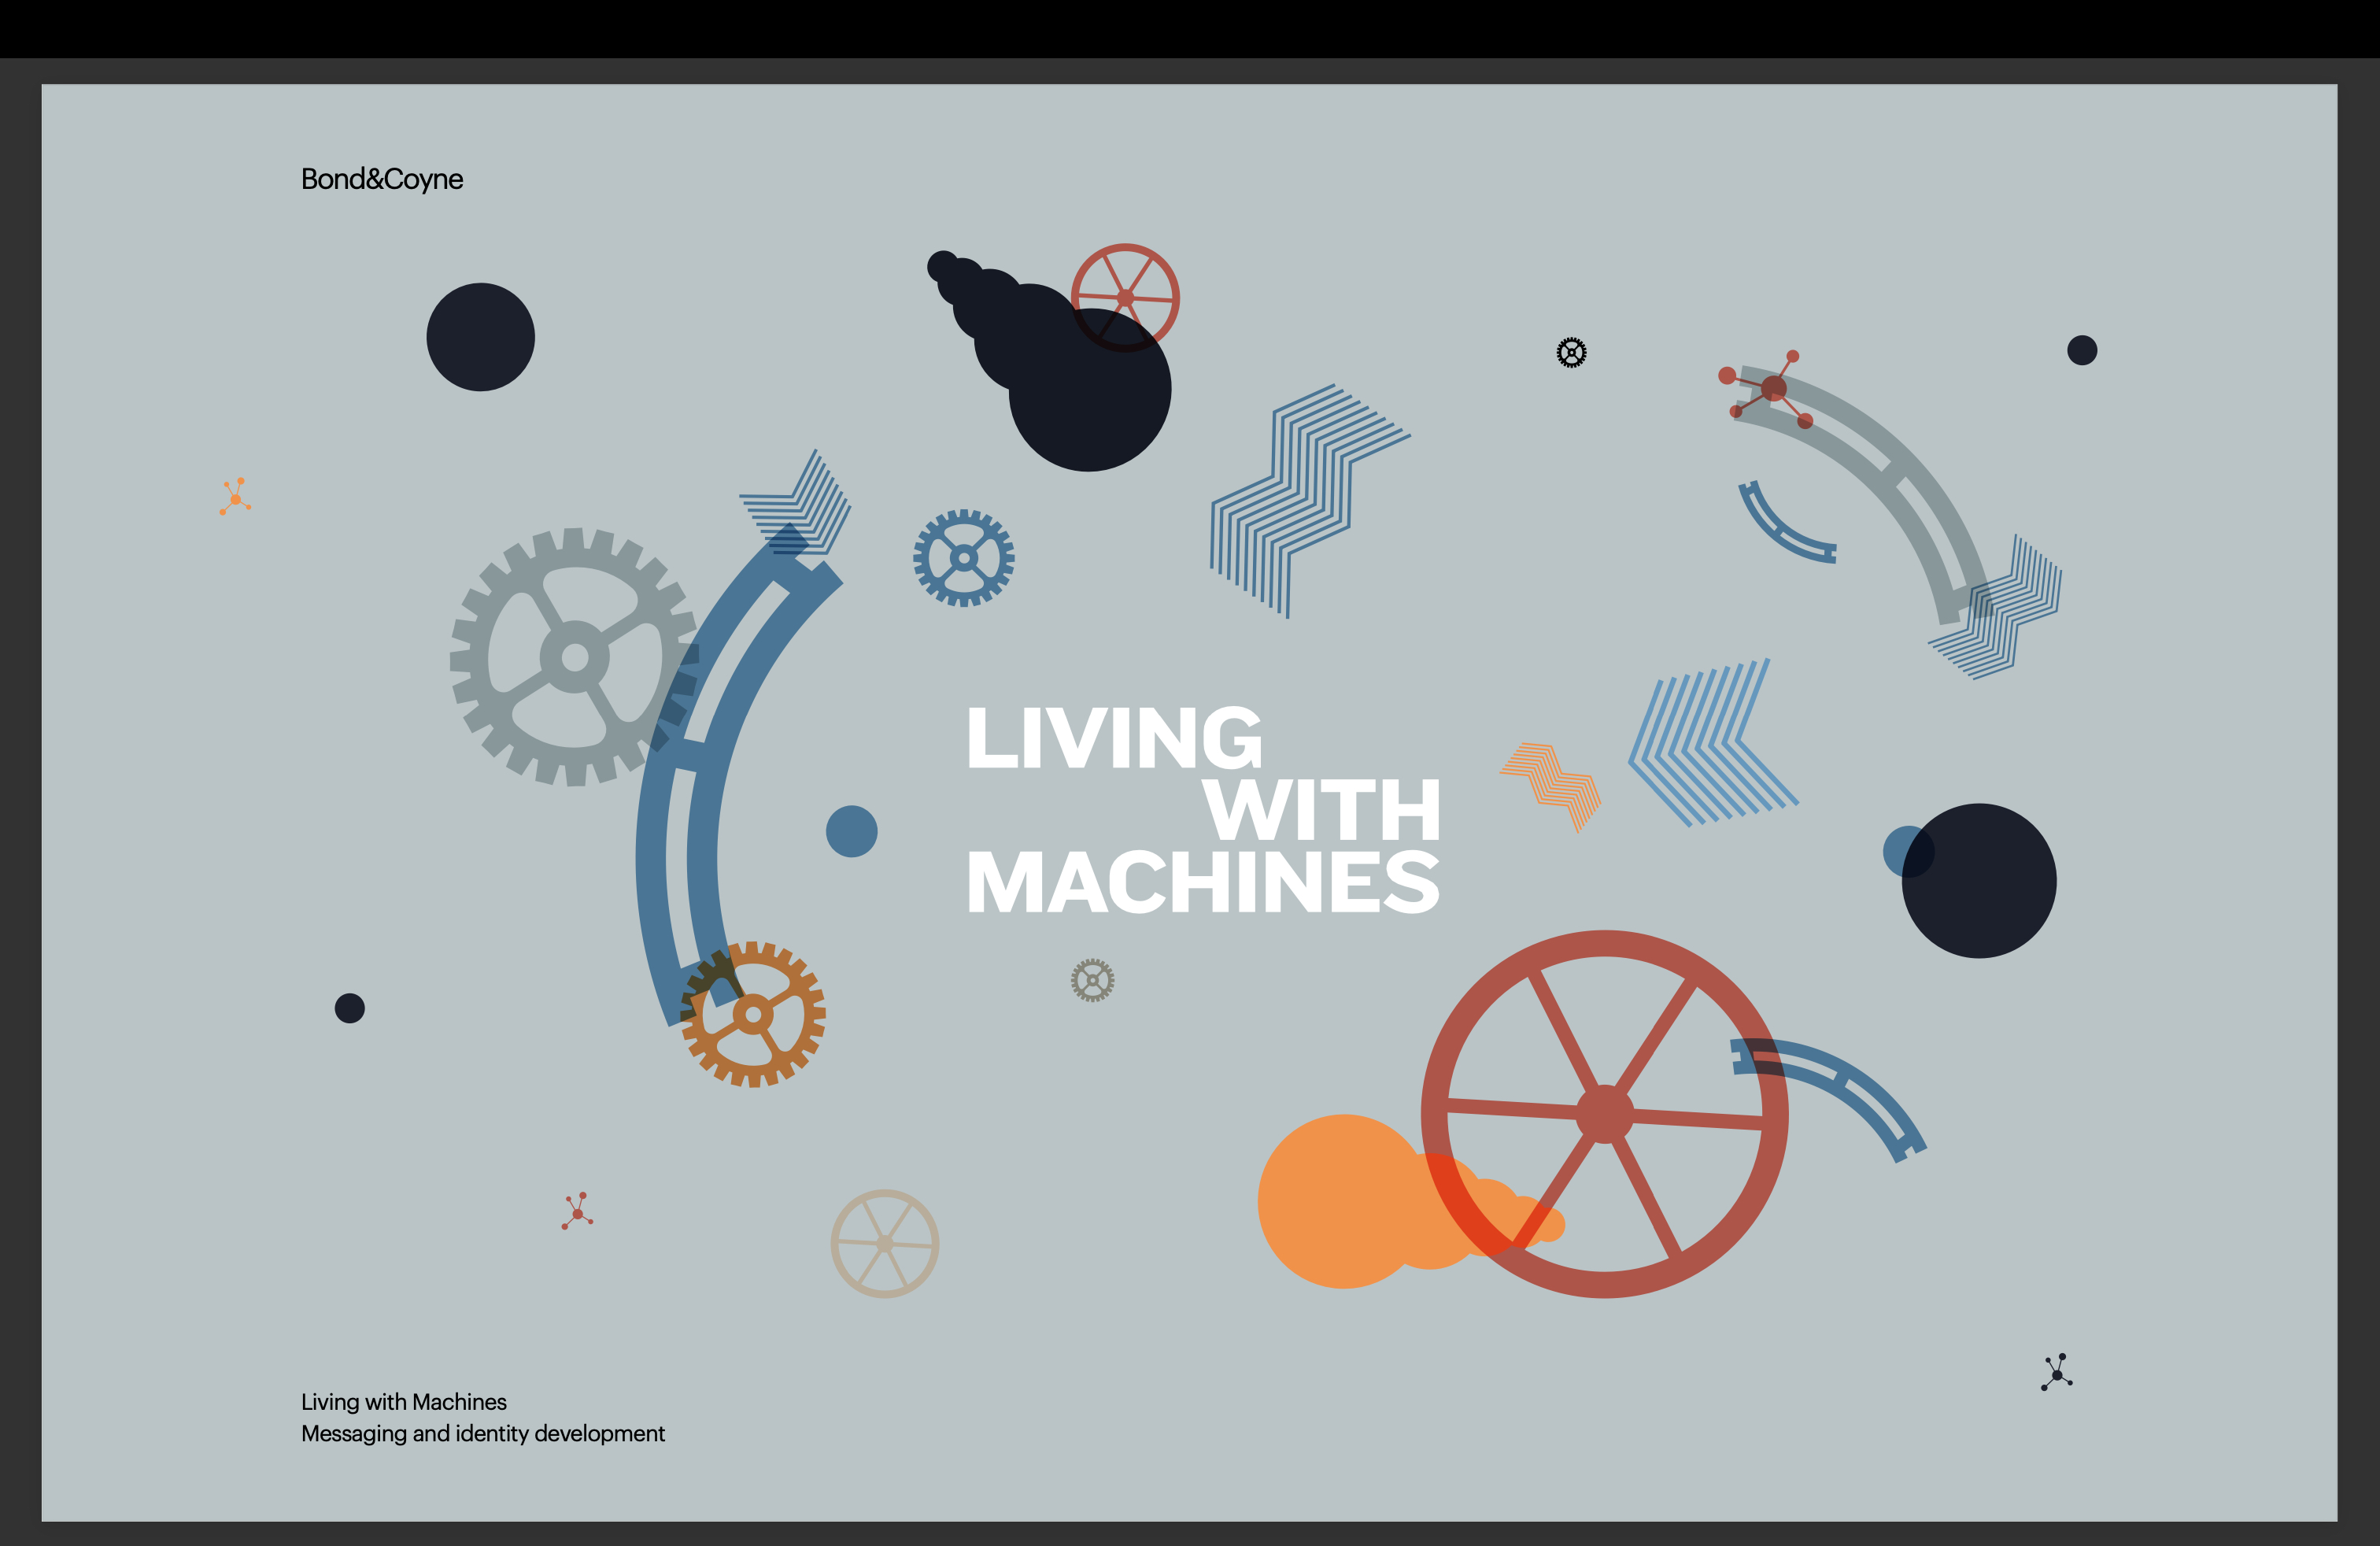 Bond&Coyne
LIVING
WITH
MACHINES
Living with Machines
Messaging and identity development